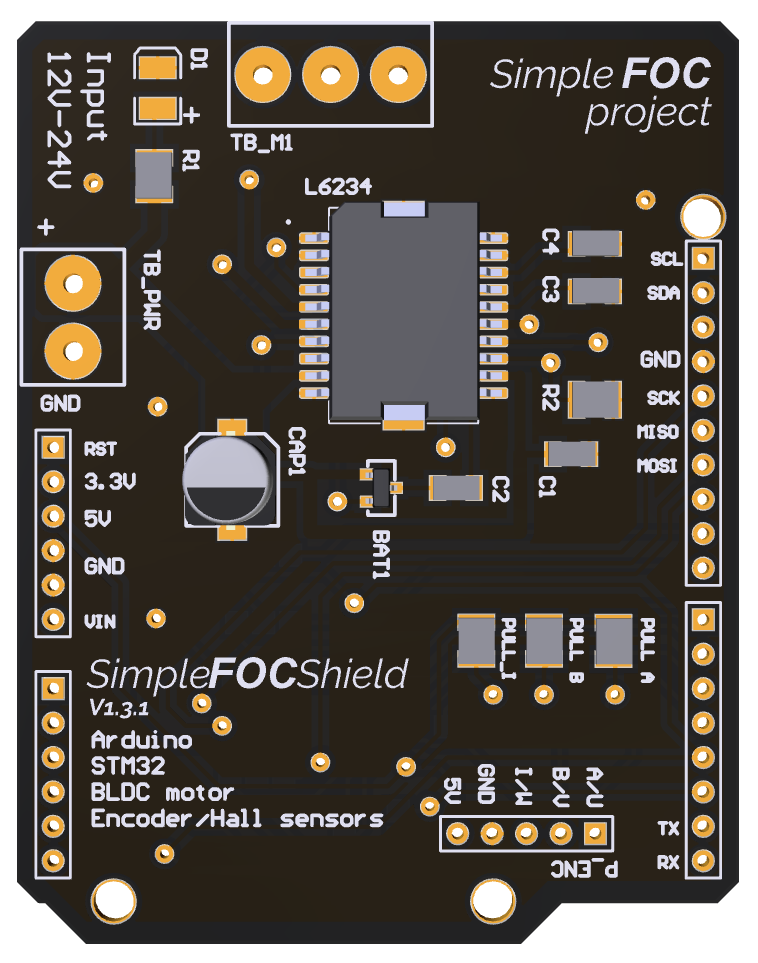 Input
12V-24V
D1
+
R1
TB_M1
Simple FOC
project
L6234
+
TB_PWR
GND
C4
C3
R2
C1
C2
SCL
SDA
GND
SCK
MISO
MOSI
CAP1
BAT1
RST
3.3V
5V
GND
VIN
PULL_I
PULL B
PULL A
SimpleFOCShield
V1.3.1
Arduino
STM32
BLDC motor
Encoder/Hall sensors
5V
GND
I/W
B/V
A/U
P_ENC
TX
RX